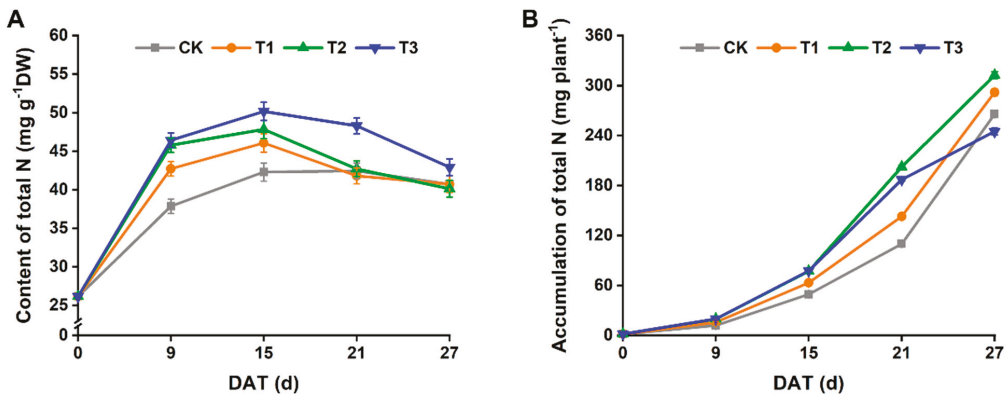 A
Content of total N (mg g⁻¹DW)
60
55
50
45
40
35
30
25
0
CK T1 T2 T3
0 9 15 21 27
DAT (d)
B
Accumulation of total N (mg plant⁻¹)
360
300
240
180
120
60
0
CK T1 T2 T3
0 9 15 21 27
DAT (d)